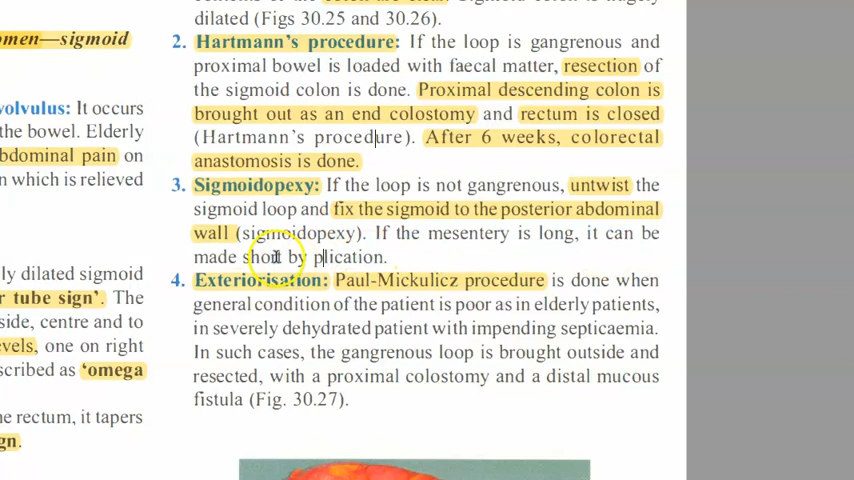 omen—sigmoid
volvulus: It occurs
the bowel. Elderly
bdominal pain on
n which is relieved
ly dilated sigmoid
r tube sign'. The
side, centre and to
evels, one on right
scribed as 'omega
ne rectum, it tapers
gn.
dilated (Figs 30.25 and 30.26).
2. Hartmann's procedure: If the loop is gangrenous and
proximal bowel is loaded with faecal matter, resection of
the sigmoid colon is done. Proximal descending colon is
brought out as an end colostomy and rectum is closed
(Hartmann's procedure). After 6 weeks, colorectal
anastomosis is done.
3. Sigmoidopexy: If the loop is not gangrenous, untwist the
sigmoid loop and fix the sigmoid to the posterior abdominal
wall (sigmoidopexy). If the mesentery is long, it can be
made short by plication.
4. Exteriorisation: Paul-Mickulicz procedure is done when
general condition of the patient is poor as in elderly patients,
in severely dehydrated patient with impending septicaemia.
In such cases, the gangrenous loop is brought outside and
resected, with a proximal colostomy and a distal mucous
fistula (Fig. 30.27).